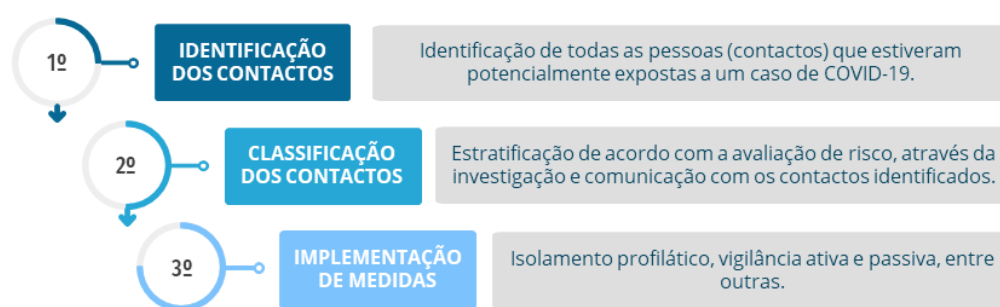 1º
IDENTIFICAÇÃO
DOS CONTACTOS
Identificação de todas as pessoas (contactos) que estiveram
potencialmente expostas a um caso de COVID-19.
2º
CLASSIFICAÇÃO
DOS CONTACTOS
Estratificação de acordo com a avaliação de risco, através da
investigação e comunicação com os contactos identificados.
3º
IMPLEMENTAÇÃO
DE MEDIDAS
Isolamento profilático, vigilância ativa e passiva, entre
outras.